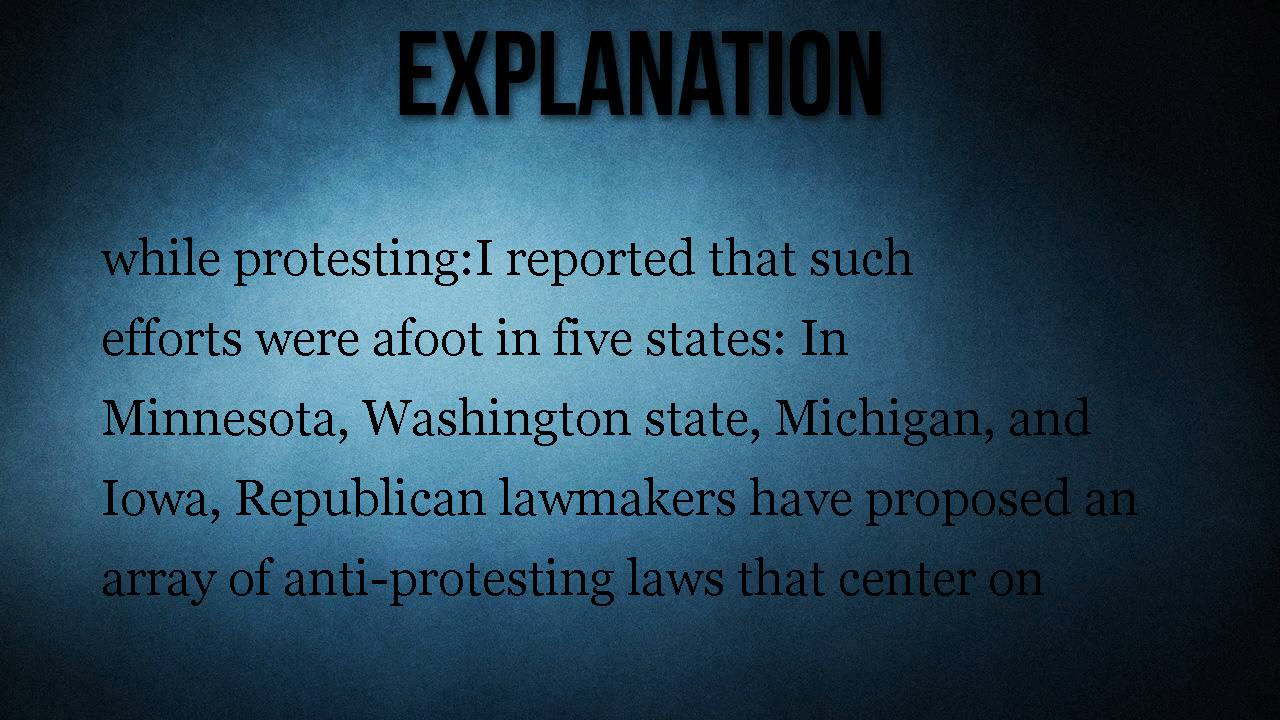 EXPLANATION
while protesting:I reported that such
efforts were afoot in five states: In
Minnesota, Washington state, Michigan, and
Iowa, Republican lawmakers have proposed an
array of anti-protesting laws that center on